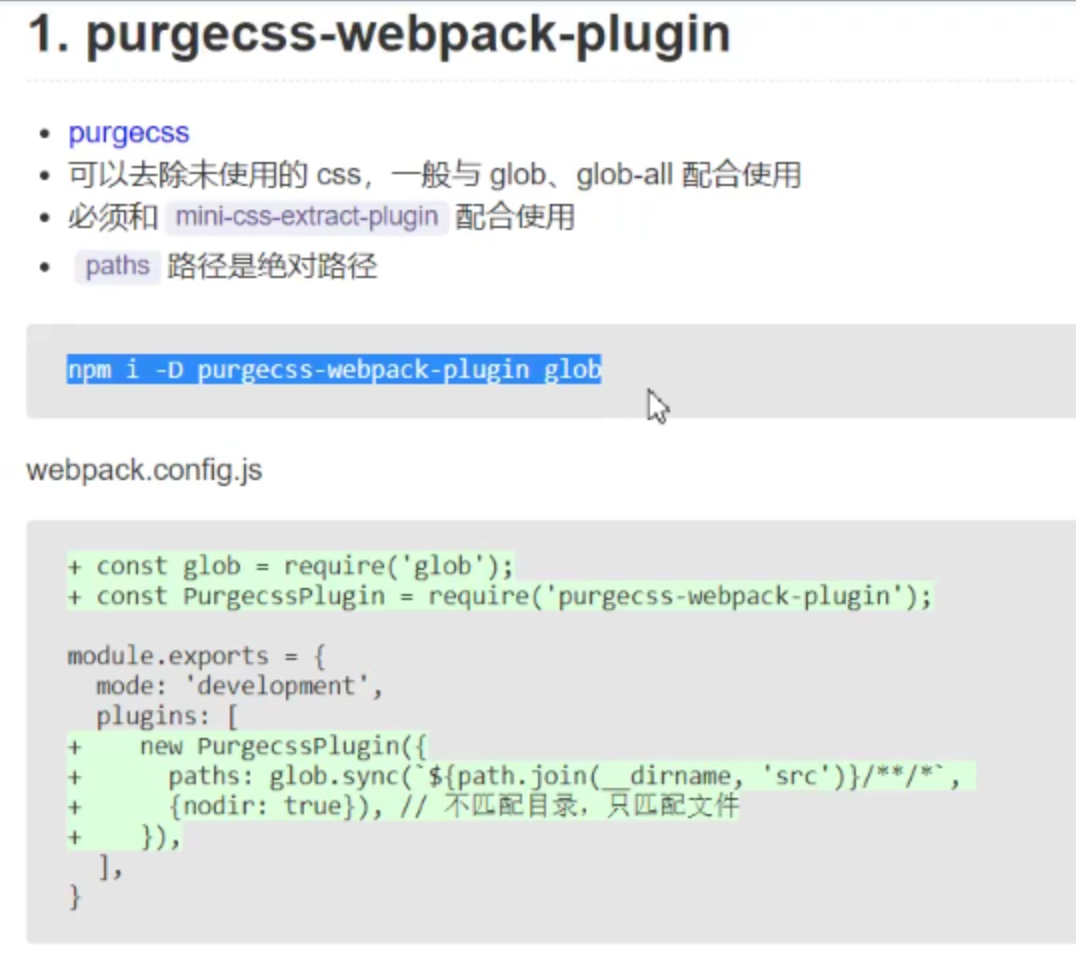 1. purgecss-webpack-plugin
purgecss
可以去除未使用的 css，一般与 glob、glob-all 配合使用
必须和 mini-css-extract-plugin 配合使用
paths 路径是绝对路径
npm i -D purgecss-webpack-plugin glob
webpack.config.js
+ const glob = require('glob');
+ const PurgecssPlugin = require('purgecss-webpack-plugin');
module.exports = {
  mode: 'development',
  plugins: [
+    new PurgecssPlugin({
+      paths: glob.sync(`${path.join(__dirname, 'src')}/**/*`,
+      {nodir: true}), // 不匹配目录，只匹配文件
+    }),
  ],
}